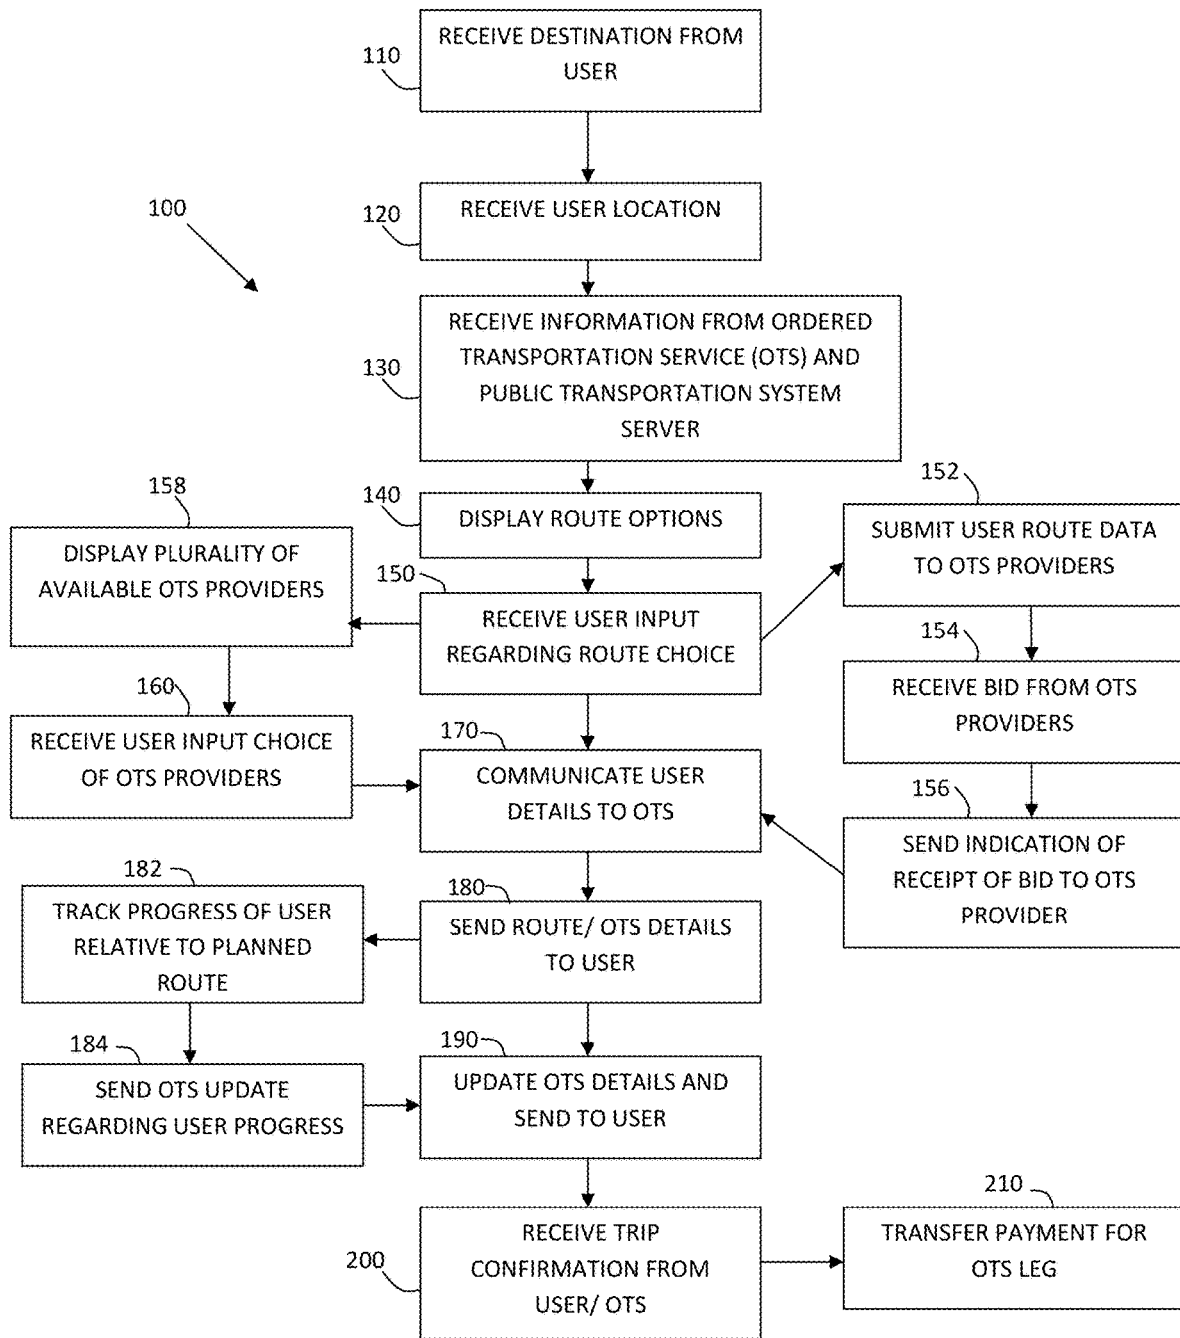 110
RECEIVE DESTINATION FROM
USER
100
120
RECEIVE USER LOCATION
130
RECEIVE INFORMATION FROM ORDERED
TRANSPORTATION SERVICE (OTS) AND
PUBLIC TRANSPORTATION SYSTEM
SERVER
140
DISPLAY ROUTE OPTIONS
150
RECEIVE USER INPUT
REGARDING ROUTE CHOICE
158
DISPLAY PLURALITY OF
AVAILABLE OTS PROVIDERS
160
RECEIVE USER INPUT CHOICE
OF OTS PROVIDERS
152
SUBMIT USER ROUTE DATA
TO OTS PROVIDERS
154
RECEIVE BID FROM OTS
PROVIDERS
156
SEND INDICATION OF
RECEIPT OF BID TO OTS
PROVIDER
170
COMMUNICATE USER
DETAILS TO OTS
180
SEND ROUTE/ OTS DETAILS
TO USER
182
TRACK PROGRESS OF USER
RELATIVE TO PLANNED
ROUTE
184
SEND OTS UPDATE
REGARDING USER PROGRESS
190
UPDATE OTS DETAILS AND
SEND TO USER
200
RECEIVE TRIP
CONFIRMATION FROM
USER/ OTS
210
TRANSFER PAYMENT FOR
OTS LEG